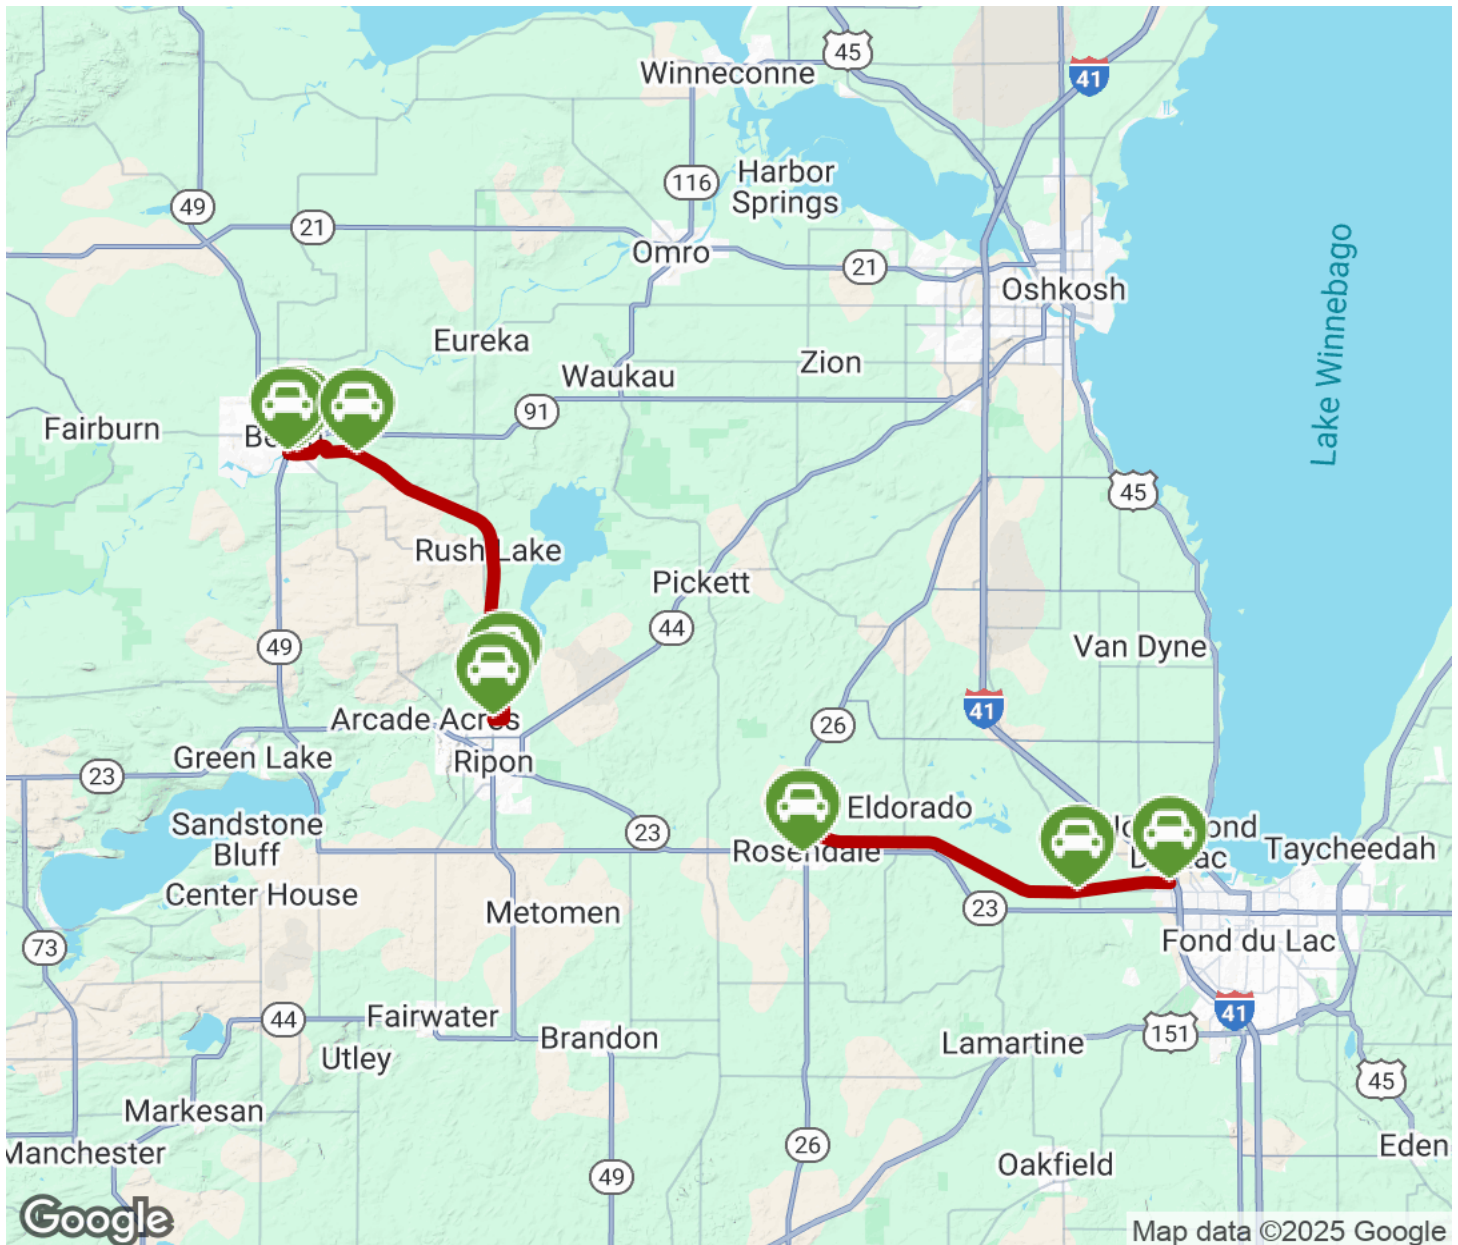 45
Winneconne
41
Harbor
Springs
116
49
21
Omro
21
Oshkosh
Lake Winnebago
Eureka
Zion
Waukau
91
Fairburn
45
Rush Lake
Pickett
44
49
Van Dyne
41
Arcade Acres
26
Green Lake
Ripon
23
Eldorado
Sandstone
Bluff
23
Rosendale
Taycheedah
Center House
23
Metomen
Fond du Lac
73
44
Fairwater
41
Brandon
151
Lamartine
Utley
45
Markesan
Manchester
26
Eden
Oakfield
49
Google
Map data ©2025 Google